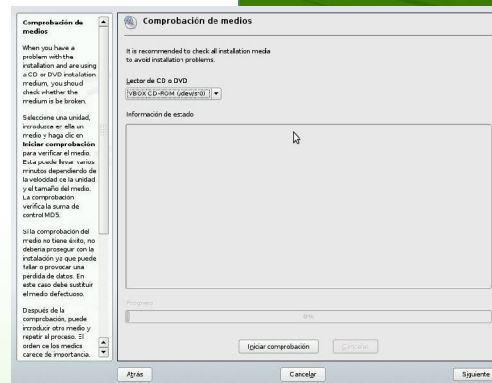 Comprobación de
medios
When you have a
problem with the
installation and are using
a CD or DVD installation
medium, you should
check whether the
medium is broken.
Seleccione una unidad,
introduzca en ella un
medio y haga clic en
Iniciar comprobación
para verificar el medio.
Esta puede llevar varios
minutos dependiendo de
la velocidad de la unidad
y el tamaño del medio.
La comprobación
verifica la suma de
control MD5.
Si la comprobación del
medio no tiene éxito, no
debería proseguir con la
instalación ya que puede
fallar o provocar una
pérdida de datos. En
este caso debe sustituir
el medio defectuoso.
Después de la
comprobación, puede
introducir otro medio y
repetir el proceso. El
orden de los medios
carece de importancia.
Comprobación de medios
It is recommended to check all installation media
to avoid installation problems.
Lector de CD o DVD
VBOX CD-ROM (/dev/sr0)
Información de estado
Progreso
0%
Iniciar comprobación
Cancelar
Atrás
Cancelar
Siguiente